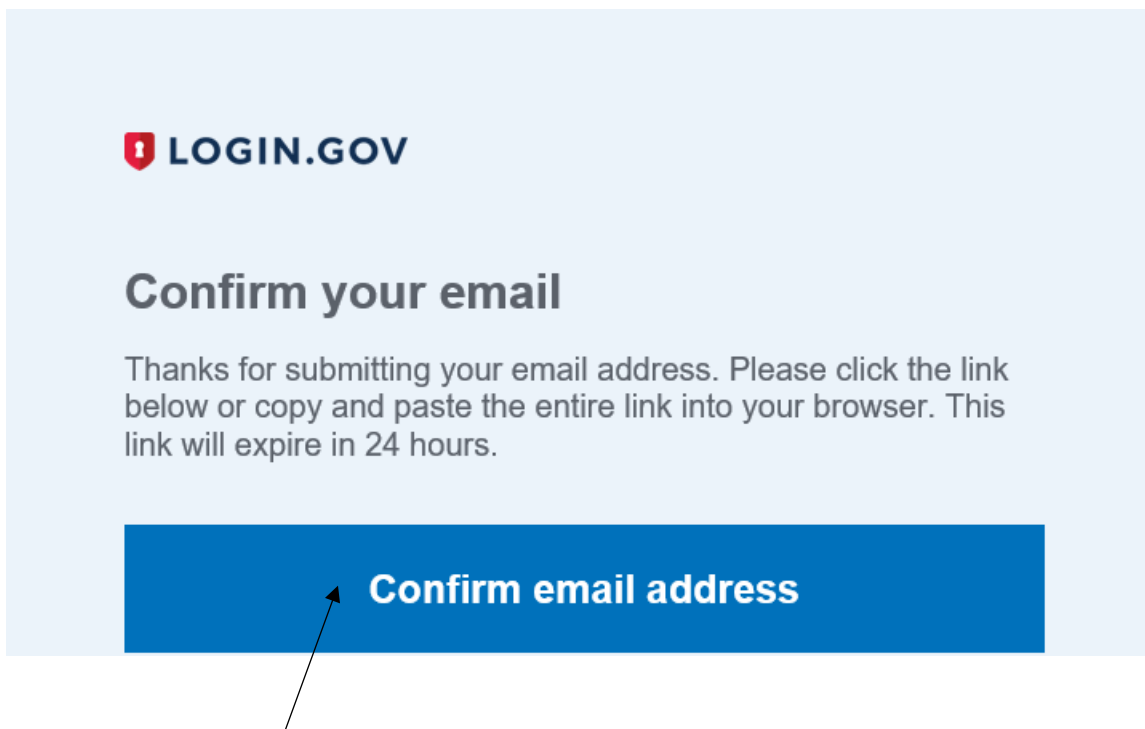 LOGIN.GOV
Confirm your email
Thanks for submitting your email address. Please click the link
below or copy and paste the entire link into your browser. This
link will expire in 24 hours.
Confirm email address